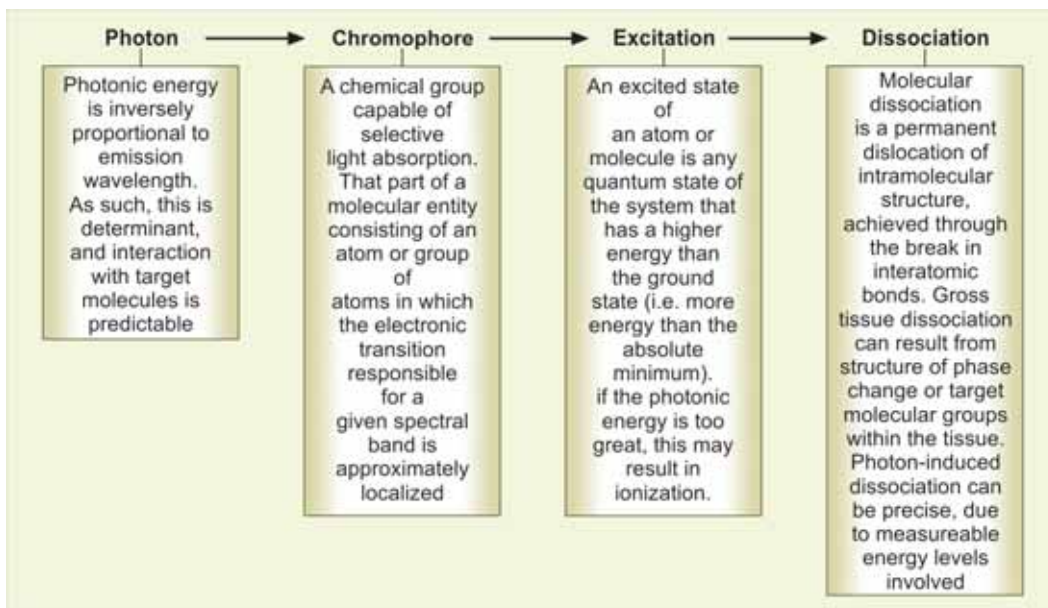 Photon
Chromophore
Excitation
Dissociation
Photonic energy
is inversely
proportional to
emission
wavelength.
As such, this is
determinant,
and interaction
with target
molecules is
predictable
A chemical group
capable of
selective
light absorption.
That part of a
molecular entity
consisting of an
atom or group
of
atoms in which
the electronic
transition
responsible
for a
given spectral
band is
approximately
localized
An excited state
of
an atom or
molecule is any
quantum state of
the system that
has a higher
energy than
the ground
state (i.e. more
energy than the
absolute
minimum).
if the photonic
energy is too
great, this may
result in
ionization.
Molecular
dissociation
is a permanent
dislocation of
intramolecular
structure,
achieved through
the break in
interatomic
bonds. Gross
tissue dissociation
can result from
structure of phase
change or target
molecular groups
within the tissue.
Photon-induced
dissociation can
be precise, due
to measureable
energy levels
involved